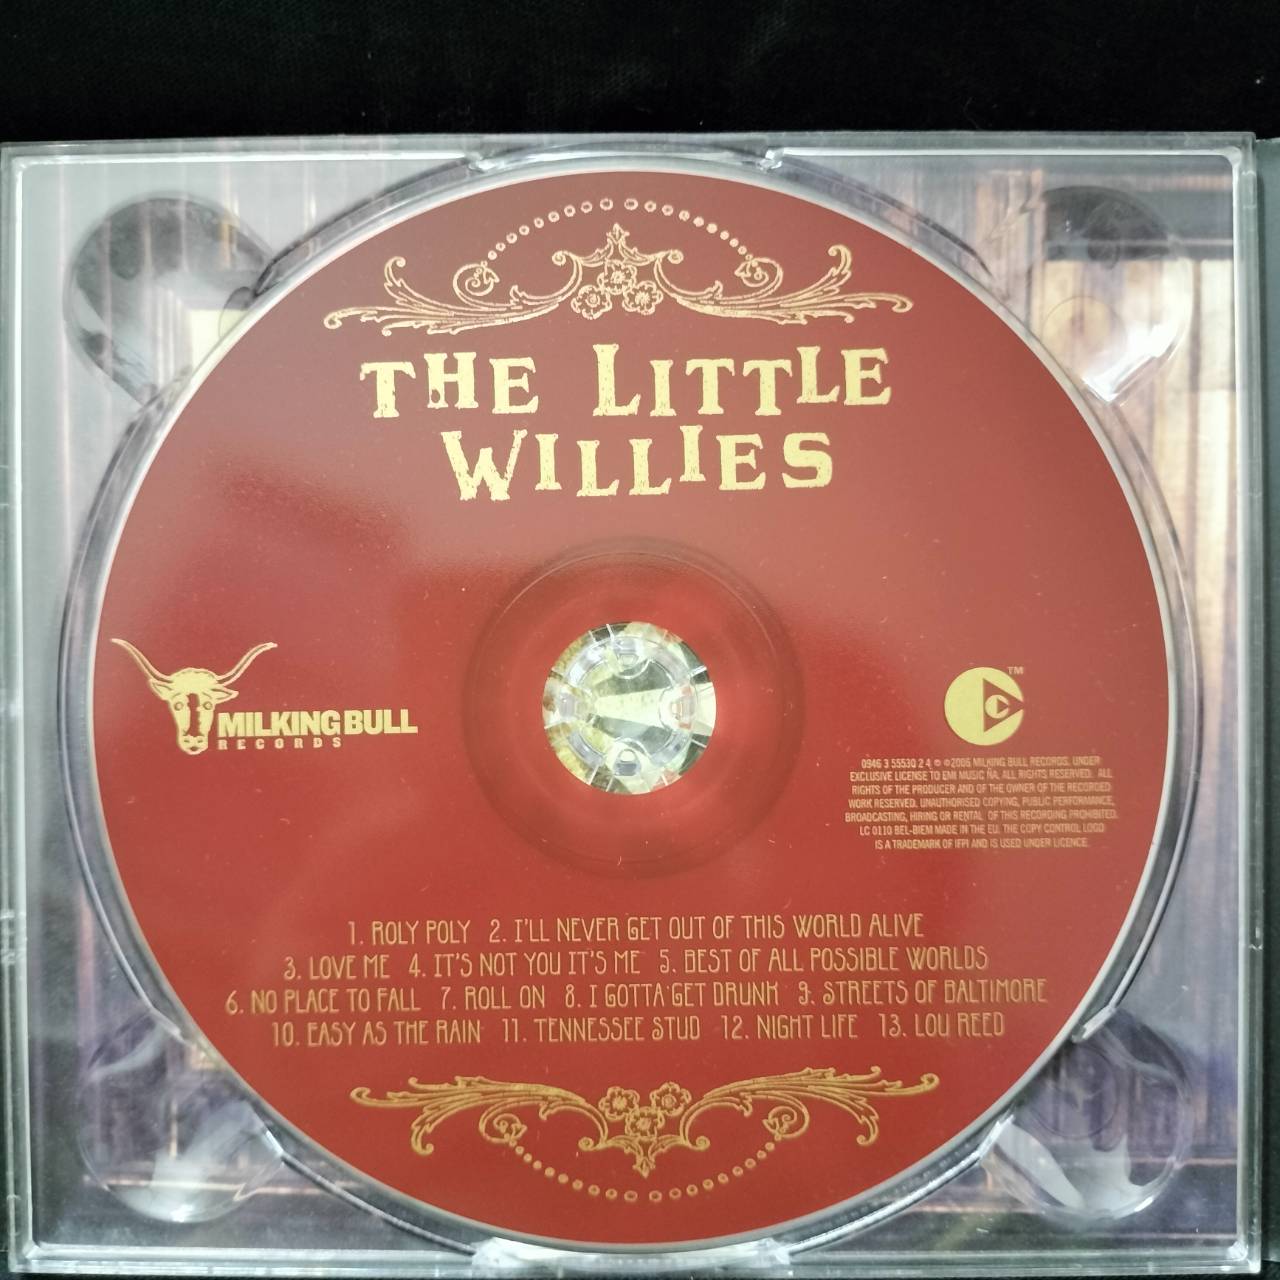 THE LITTLE
WILLIES
MILKING BULL
RECORDS
TM
C
0946 3 55530 2 4 ℗ ©2006 MILKING BULL RECORDS, UNDER
EXCLUSIVE LICENSE TO EMI MUSIC NA. ALL RIGHTS RESERVED. ALL
RIGHTS OF THE PRODUCER AND OF THE OWNER OF THE RECORDED
WORK RESERVED. UNAUTHORISED COPYING, PUBLIC PERFORMANCE,
BROADCASTING, HIRING OR RENTAL OF THIS RECORDING PROHIBITED.
LC 0110 BEL-BIEM MADE IN THE EU. THE COPY CONTROL LOGO
IS A TRADEMARK OF IFPI AND IS USED UNDER LICENCE.
1. ROLY POLY 2. I'LL NEVER GET OUT OF THIS WORLD ALIVE
3. LOVE ME 4. IT'S NOT YOU IT'S ME 5. BEST OF ALL POSSIBLE WORLDS
6. NO PLACE TO FALL 7. ROLL ON 8. I GOTTA GET DRUNK 9. STREETS OF BALTIMORE
10. EASY AS THE RAIN 11. TENNESSEE STUD 12. NIGHT LIFE 13. LOU REED